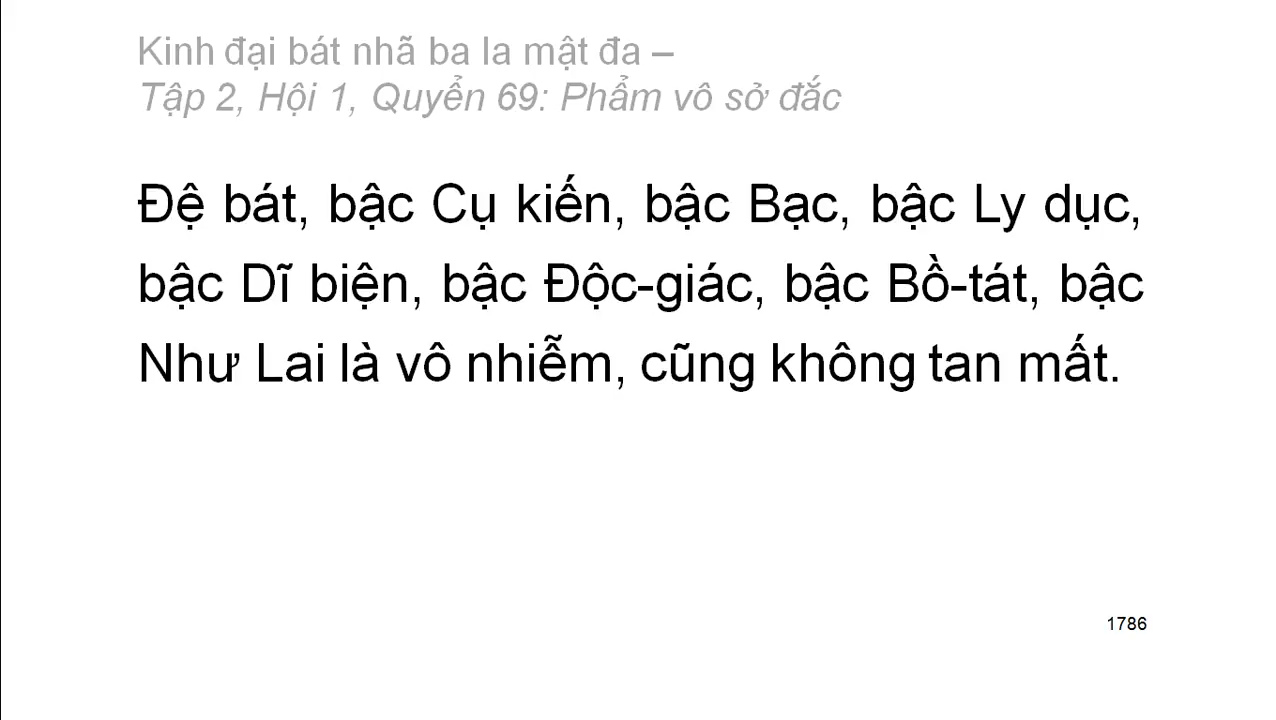 Kinh đại bát nhã ba la mật đa –
Tập 2, Hội 1, Quyển 69: Phẩm vô sở đắc
Đệ bát, bậc Cụ kiến, bậc Bạc, bậc Ly dục,
bậc Dĩ biện, bậc Độc-giác, bậc Bồ-tát, bậc
Như Lai là vô nhiễm, cũng không tan mất.
1786